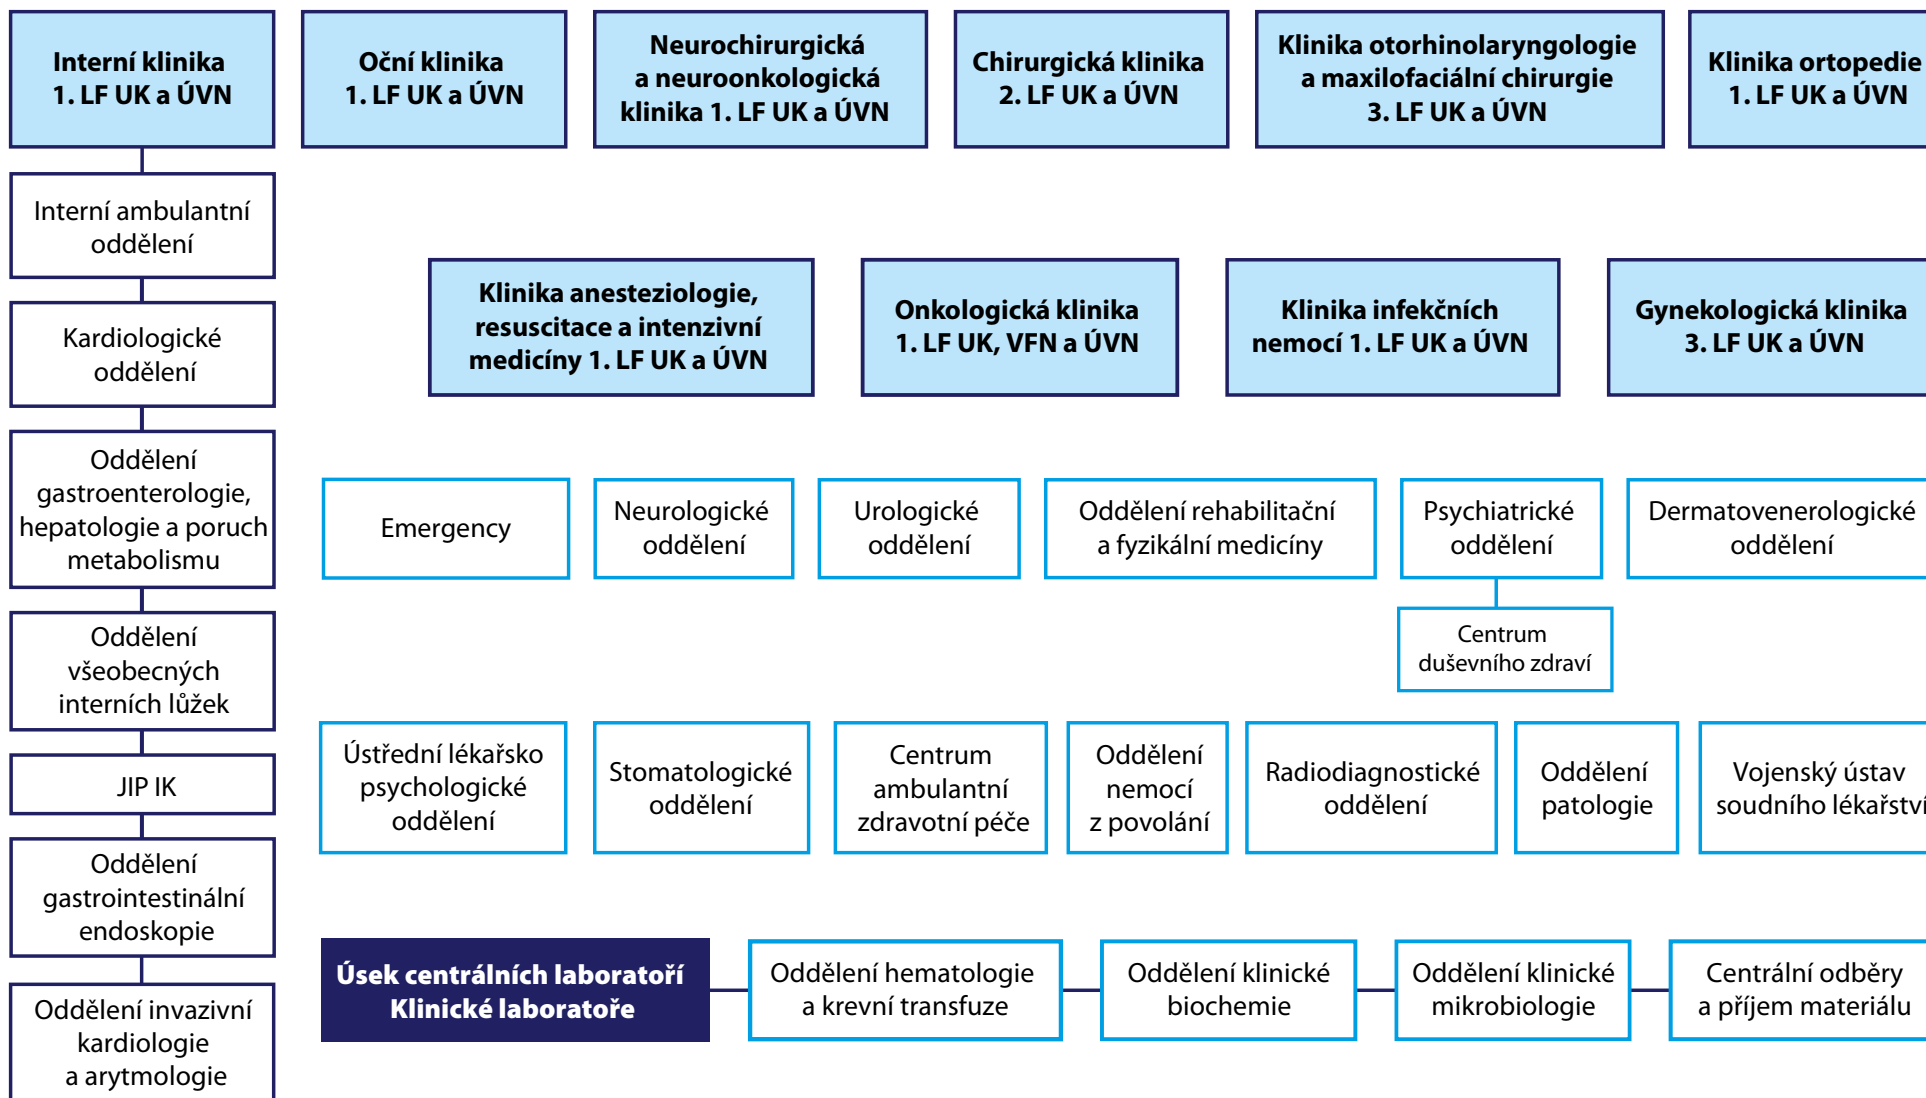 Interní klinika
1. LF UK a ÚVN
Oční klinika
1. LF UK a ÚVN
Neurochirurgická
a neuroonkologická
klinika 1. LF UK a ÚVN
Chirurgická klinika
2. LF UK a ÚVN
Klinika otorhinolaryngologie
a maxilofaciální chirurgie
3. LF UK a ÚVN
Klinika ortopedie
1. LF UK a ÚVN
Interní ambulantní
oddělení
Kardiologické
oddělení
Oddělení
gastroenterologie,
hepatologie a poruch
metabolismu
Oddělení
všeobecných
interních lůžek
JIP IK
Oddělení
gastrointestinální
endoskopie
Oddělení invazivní
kardiologie
a arytmologie
Klinika anesteziologie,
resuscitace a intenzivní
medicíny 1. LF UK a ÚVN
Onkologická klinika
1. LF UK, VFN a ÚVN
Klinika infekčních
nemocí 1. LF UK a ÚVN
Gynekologická klinika
3. LF UK a ÚVN
Emergency
Neurologické
oddělení
Urologické
oddělení
Oddělení rehabilitační
a fyzikální medicíny
Psychiatrické
oddělení
Dermatovenerologické
oddělení
Centrum
duševního zdraví
Ústřední lékařsko
psychologické
oddělení
Stomatologické
oddělení
Centrum
ambulantní
zdravotní péče
Oddělení
nemocí
z povolání
Radiodiagnostické
oddělení
Oddělení
patologie
Vojenský ústav
soudního lékařství
Úsek centrálních laboratoří
Klinické laboratoře
Oddělení hematologie
a krevní transfuze
Oddělení klinické
biochemie
Oddělení klinické
mikrobiologie
Centrální odběry
a příjem materiálu